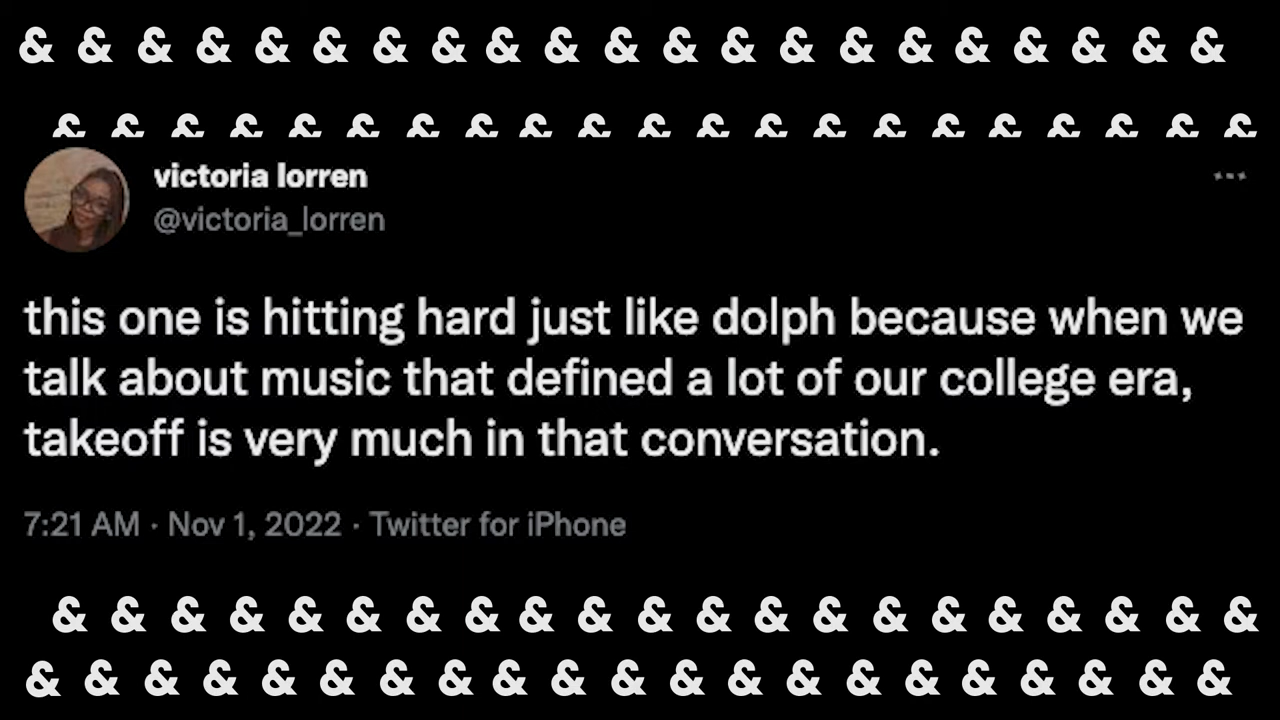 & & & & & & & & & & & & & & & & & & & & &
& & & & & & & & & & & & & & & & & & & & &
victoria lorren
@victoria_lorren
this one is hitting hard just like dolph because when we
talk about music that defined a lot of our college era,
takeoff is very much in that conversation.
7:21 AM · Nov 1, 2022 · Twitter for iPhone
& & & & & & & & & & & & & & & & & & & & &
& & & & & & & & & & & & & & & & & & & & &